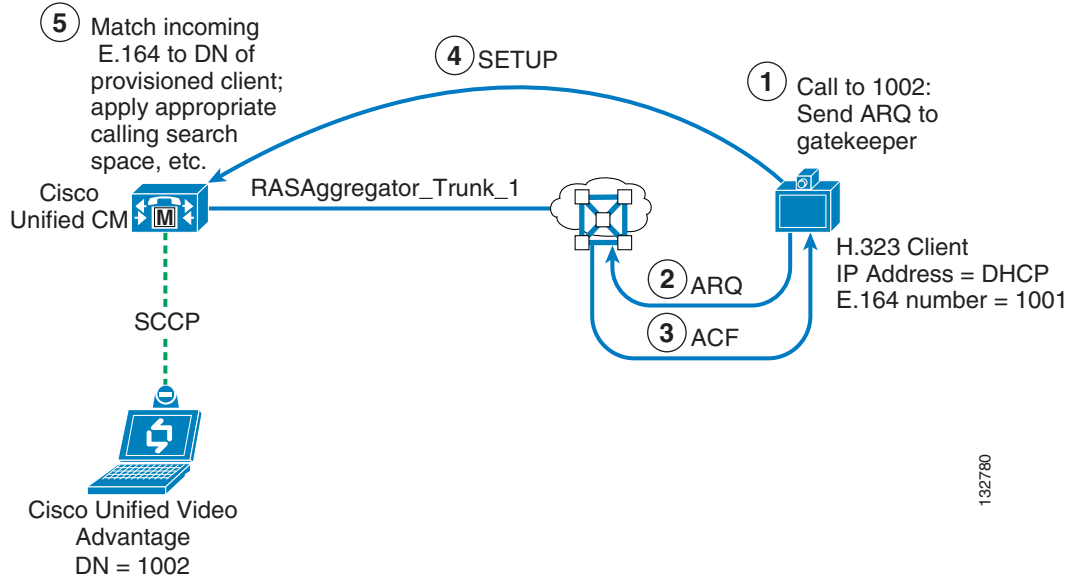 5 Match incoming
E.164 to DN of
provisioned client;
apply appropriate
calling search
space, etc.
4 SETUP
1 Call to 1002:
Send ARQ to
gatekeeper
Cisco
Unified CM
M
RASAggregator_Trunk_1
H.323 Client
IP Address = DHCP
E.164 number = 1001
2 ARQ
3 ACF
SCCP
Cisco Unified Video
Advantage
DN = 1002
132780